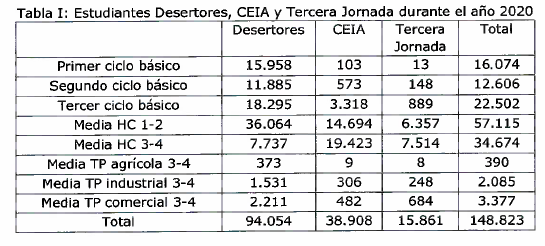 Tabla I: Estudiantes Desertores, CEIA y Tercera Jornada durante el año 2020
Desertores CEIA Tercera Jornada Total
Primer ciclo básico 15.958 103 13 16.074
Segundo ciclo básico 11.885 573 148 12.606
Tercer ciclo básico 18.295 3.318 889 22.502
Media HC 1-2 36.064 14.694 6.357 57.115
Media HC 3-4 7.737 19.423 7.514 34.674
Media TP agrícola 3-4 373 9 8 390
Media TP industrial 3-4 1.531 306 248 2.085
Media TP comercial 3-4 2.211 482 684 3.377
Total 94.054 38.908 15.861 148.823